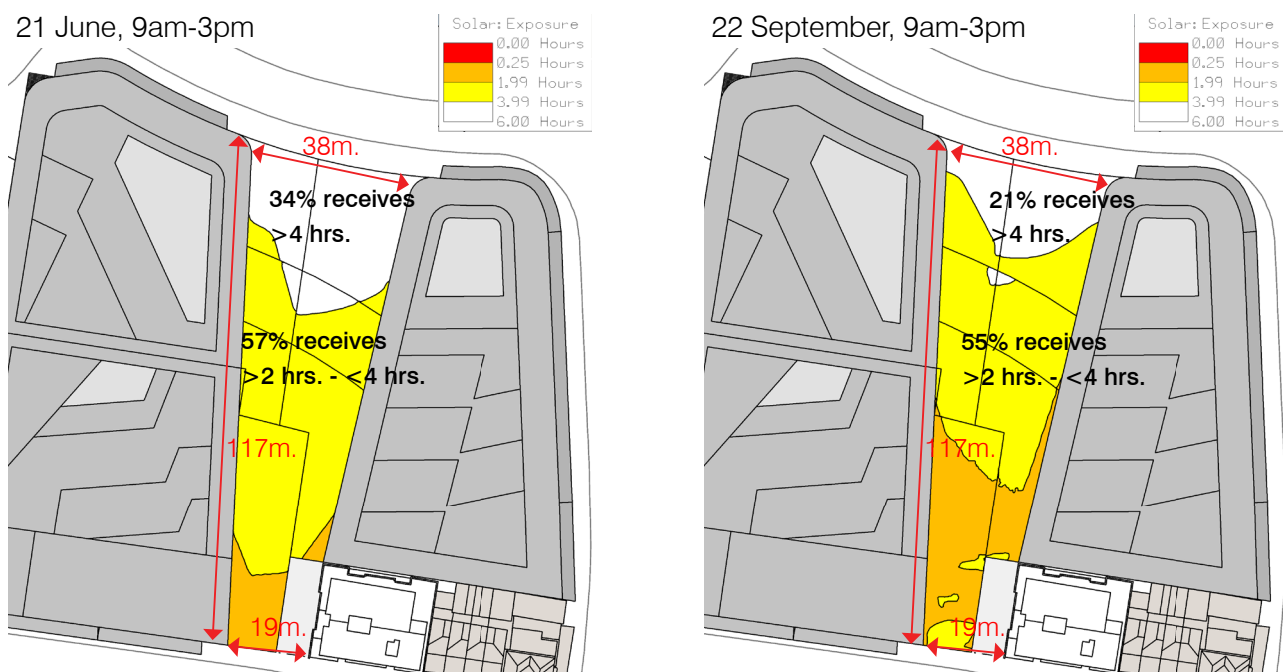 21 June, 9am-3pm
Solar: Exposure
0.00 Hours
0.25 Hours
1.99 Hours
3.99 Hours
6.00 Hours
38m.
34% receives
>4 hrs.
57% receives
>2 hrs. - <4 hrs.
117m.
19m.
22 September, 9am-3pm
Solar: Exposure
0.00 Hours
0.25 Hours
1.99 Hours
3.99 Hours
6.00 Hours
38m.
21% receives
>4 hrs.
55% receives
>2 hrs. - <4 hrs.
117m.
19m.